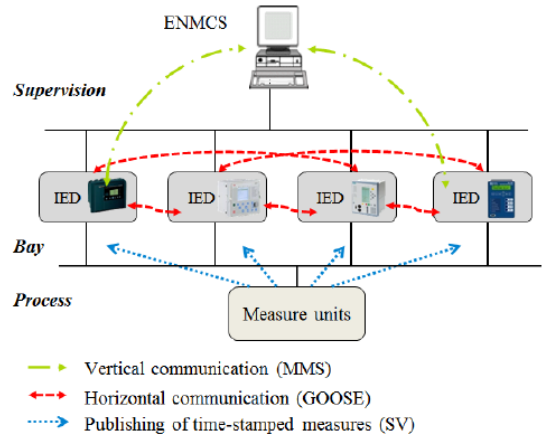 ENMCS
Supervision
IED
IED
IED
IED
Bay
Process
Measure units
Vertical communication (MMS)
Horizontal communication (GOOSE)
Publishing of time-stamped measures (SV)